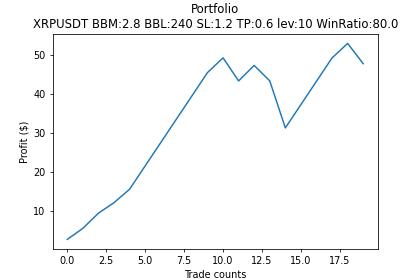 Portfolio
XRPUSDT BBM:2.8 BBL:240 SL:1.2 TP:0.6 lev:10 WinRatio:80.0
Profit ($)
50
40
30
20
10
0.0 2.5 5.0 7.5 10.0 12.5 15.0 17.5
Trade counts